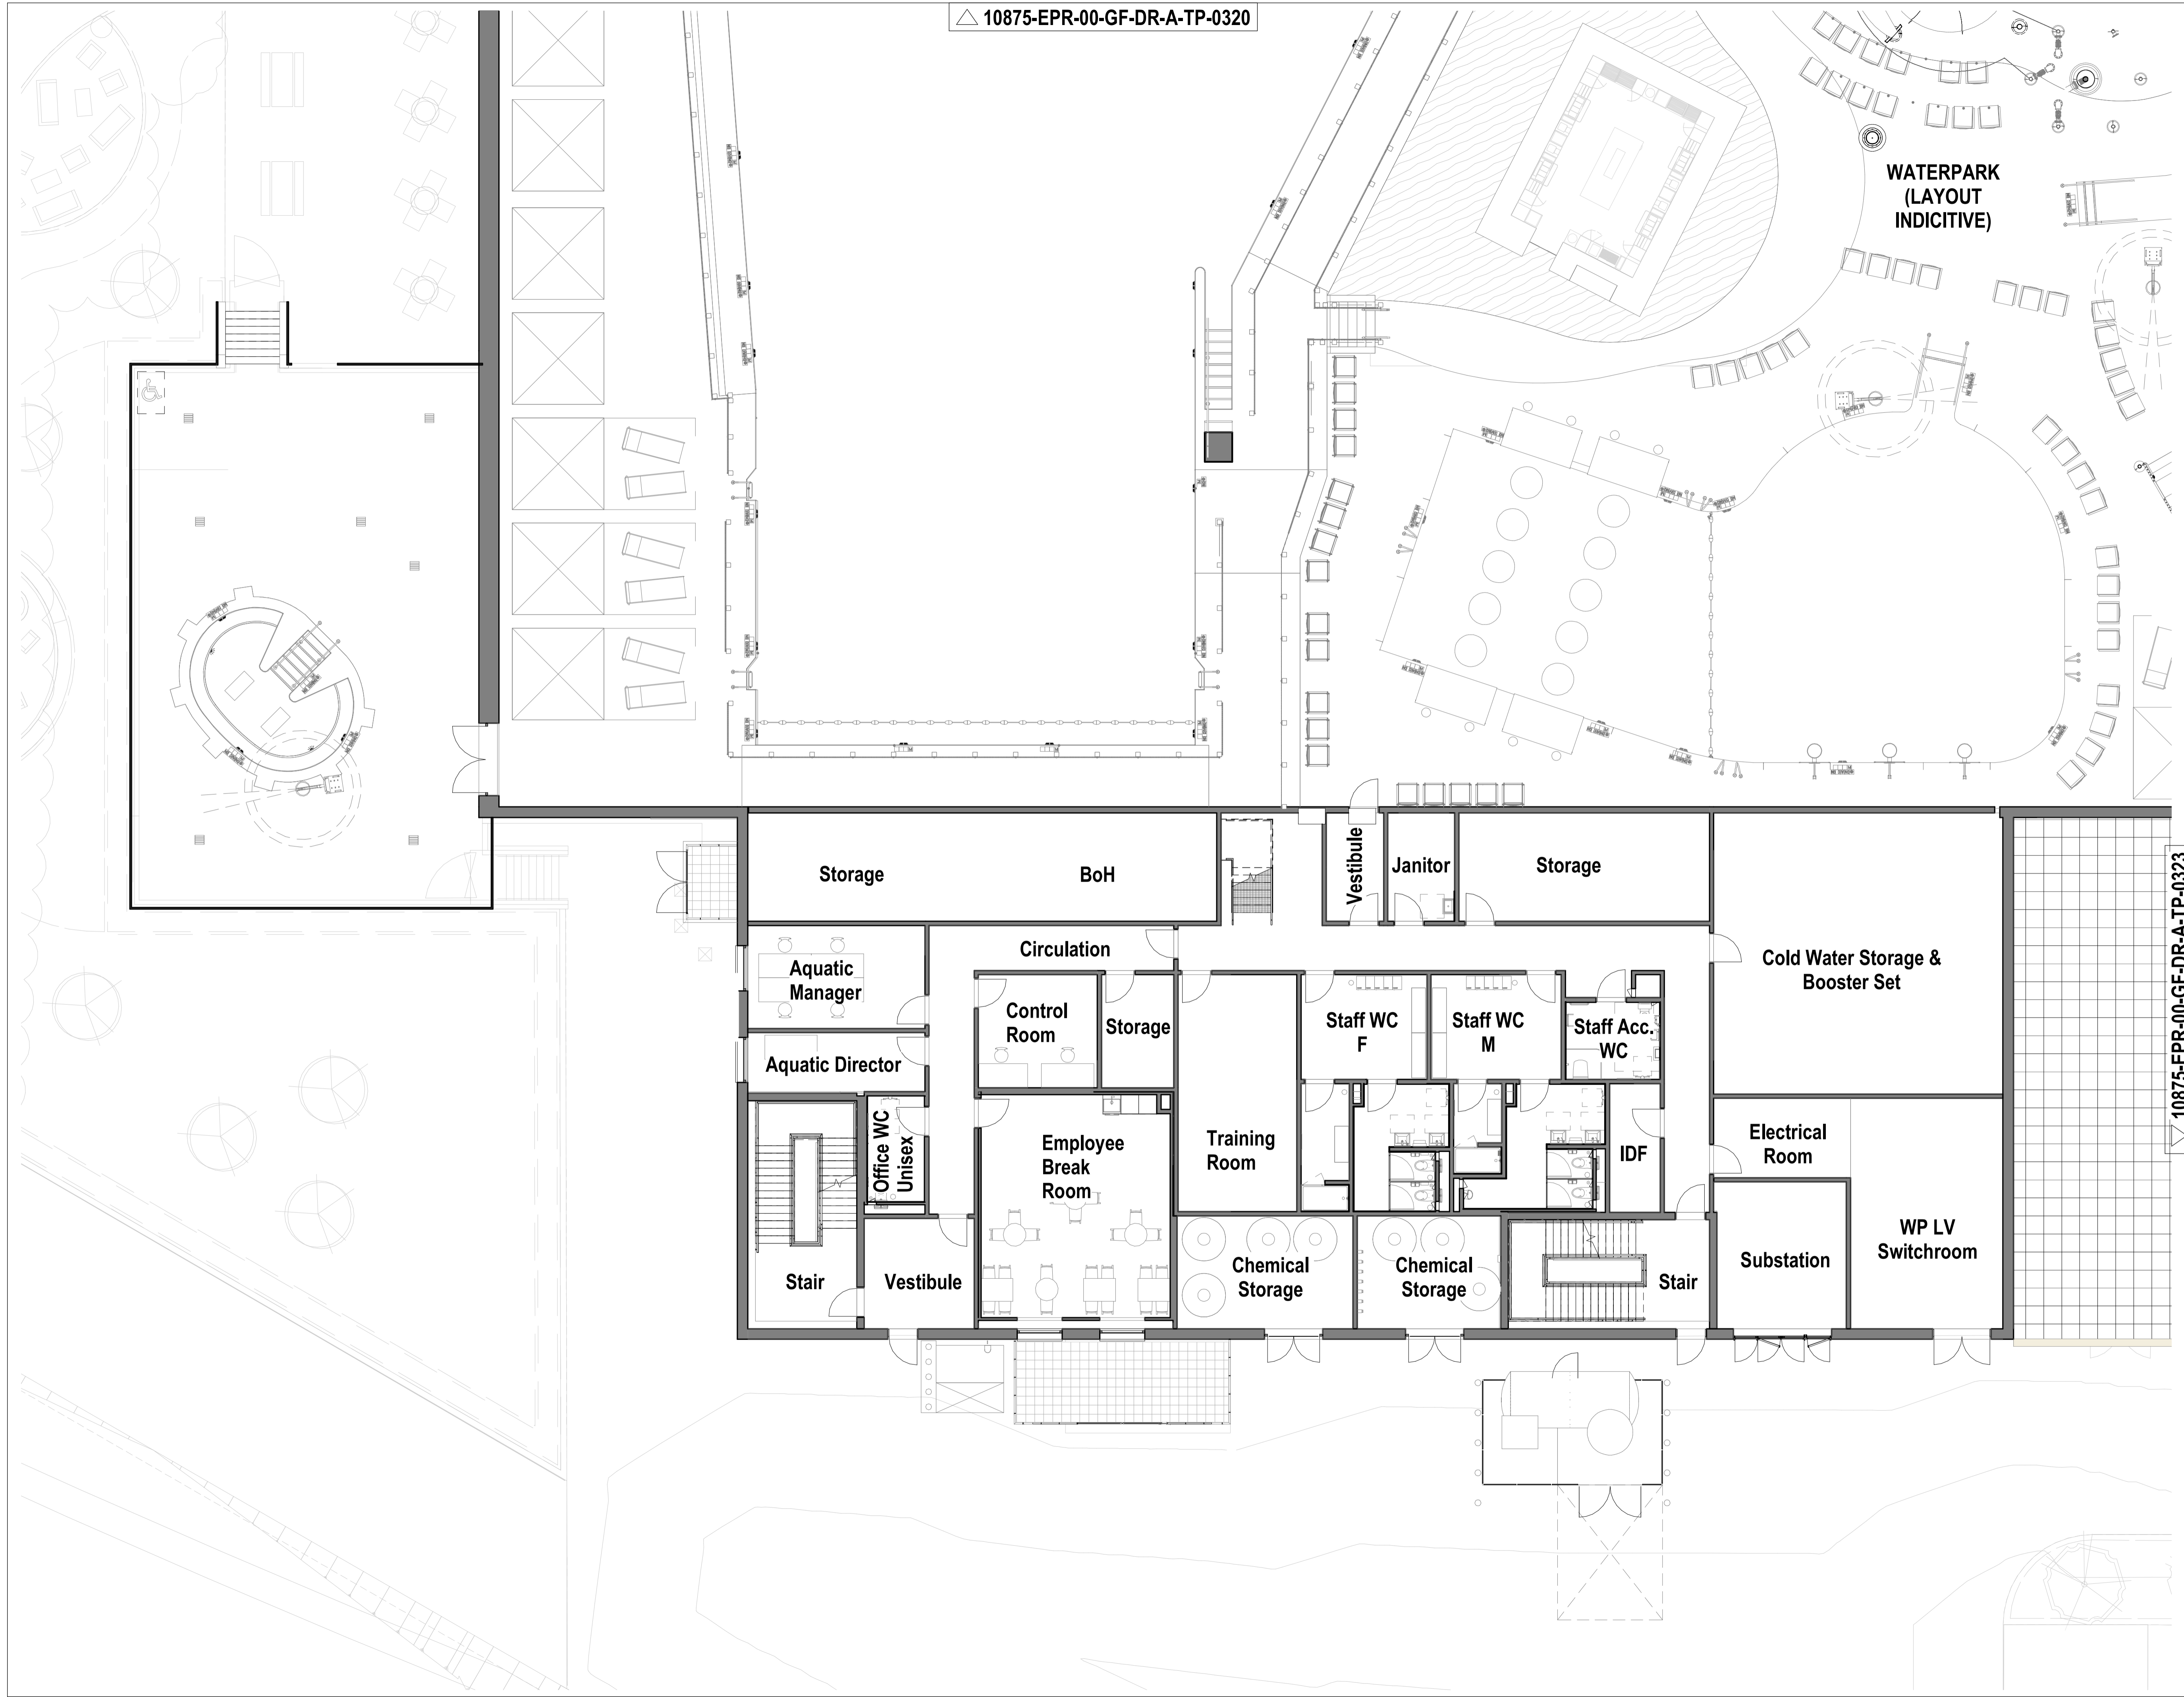 10875-EPR-00-GF-DR-A-TP-0320
WATERPARK
(LAYOUT
INDICITIVE)
10875-EPR-00-GF-DR-A-TP-0323
Storage
BoH
Vestibule
Janitor
Storage
Circulation
Aquatic
Manager
Control
Room
Storage
Staff WC
F
Staff WC
M
Staff Acc.
WC
Cold Water Storage &
Booster Set
Aquatic Director
Office WC
Unisex
Employee
Break
Room
Training
Room
IDF
Electrical
Room
Stair
Vestibule
Chemical
Storage
Chemical
Storage
Stair
Substation
WP LV
Switchroom